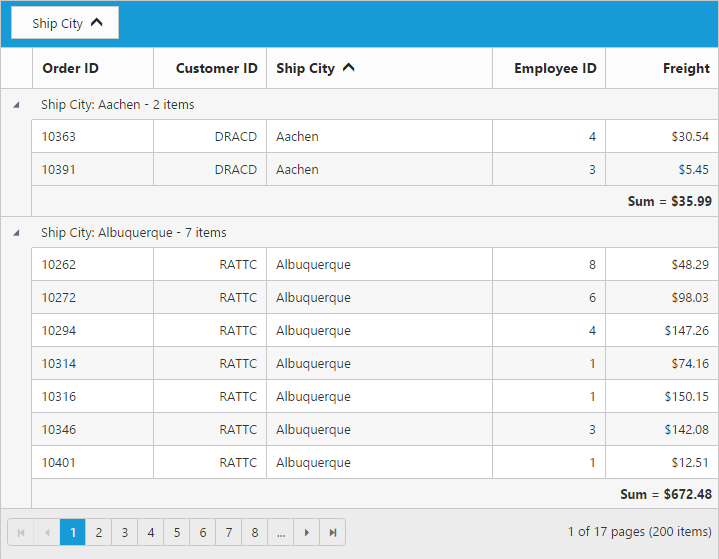 Ship City
Order ID Customer ID Ship City Employee ID Freight
Ship City: Aachen - 2 items
10363 DRACD Aachen 4 $30.54
10391 DRACD Aachen 3 $5.45
Sum = $35.99
Ship City: Albuquerque - 7 items
10262 RATTC Albuquerque 8 $48.29
10272 RATTC Albuquerque 6 $98.03
10294 RATTC Albuquerque 4 $147.26
10314 RATTC Albuquerque 1 $74.16
10316 RATTC Albuquerque 1 $150.15
10346 RATTC Albuquerque 3 $142.08
10401 RATTC Albuquerque 1 $12.51
Sum = $672.48
1 2 3 4 5 6 7 8 ... 1 of 17 pages (200 items)